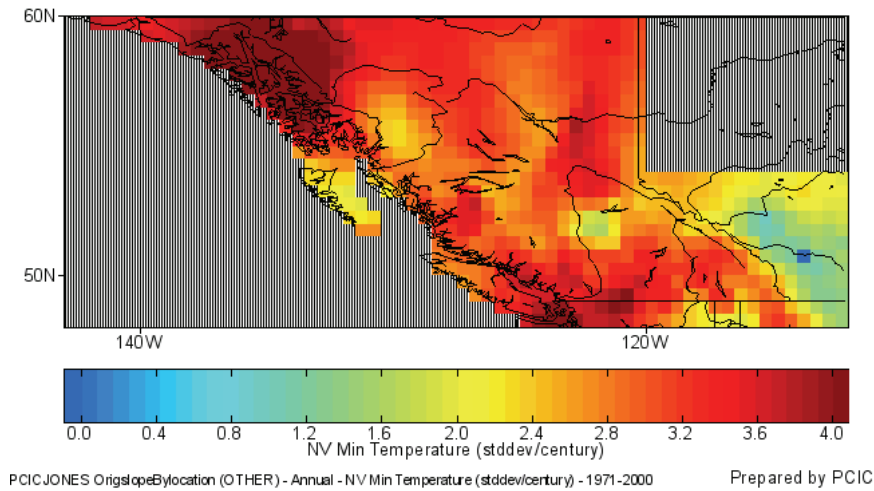 60N
50N
140W 120W
0.0 0.4 0.8 1.2 1.6 2.0 2.4 2.8 3.2 3.6 4.0
NV Min Temperature (stddev/century)
PCICJONES OrigslopeBylocation (OTHER) - Annual - NV Min Temperature (stddev/century) - 1971-2000 Prepared by PCIC